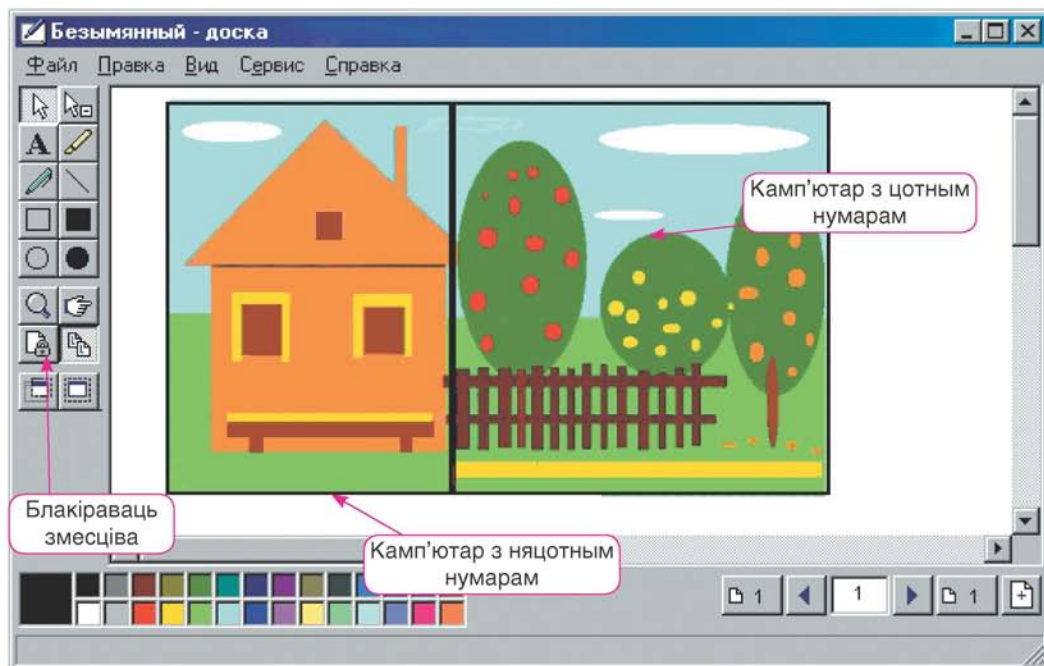 Безымянный - доска
Файл Правка Вид Сервис Справка
A
Камп'ютар з цотным
нумарам
Блакіраваць
змесціва
Камп'ютар з няцотным
нумарам
1 1 1